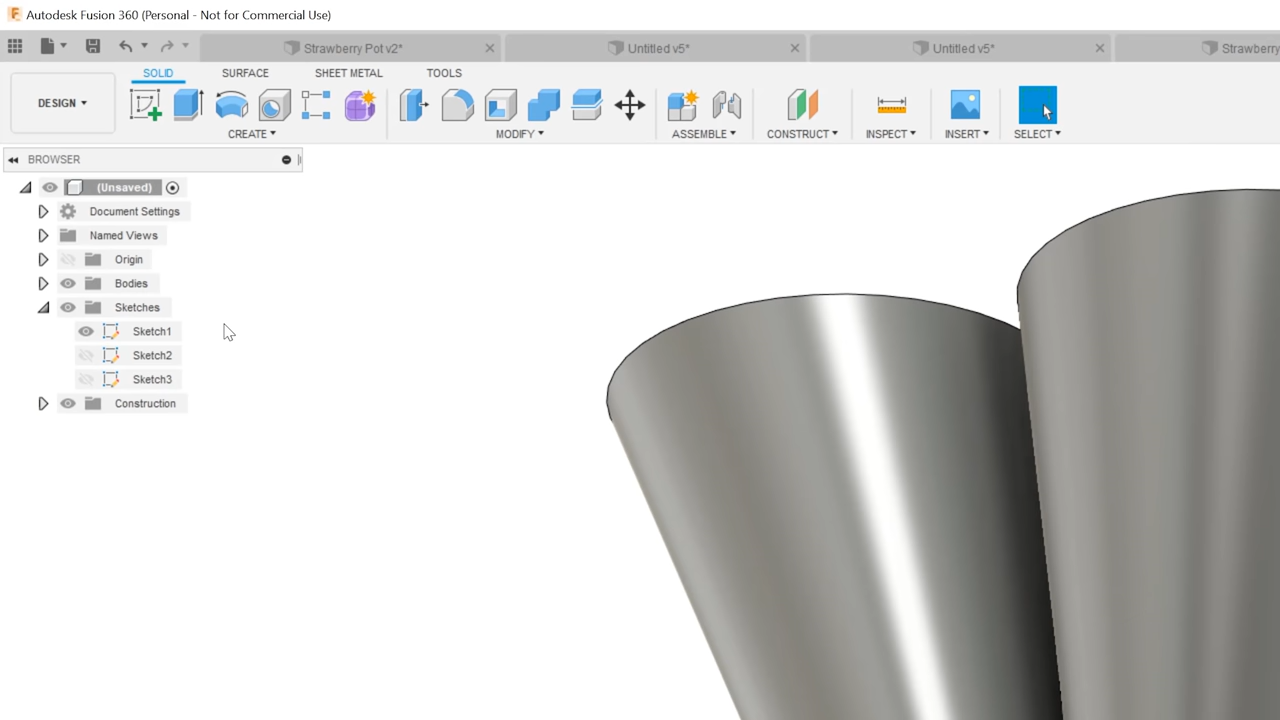 Autodesk Fusion 360 (Personal - Not for Commercial Use)
Strawberry Pot v2*
Untitled v5*
Untitled v5*
Strawberry
SOLID
SURFACE
SHEET METAL
TOOLS
DESIGN
CREATE
MODIFY
ASSEMBLE
CONSTRUCT
INSPECT
INSERT
SELECT
BROWSER
(Unsaved)
Document Settings
Named Views
Origin
Bodies
Sketches
Sketch1
Sketch2
Sketch3
Construction